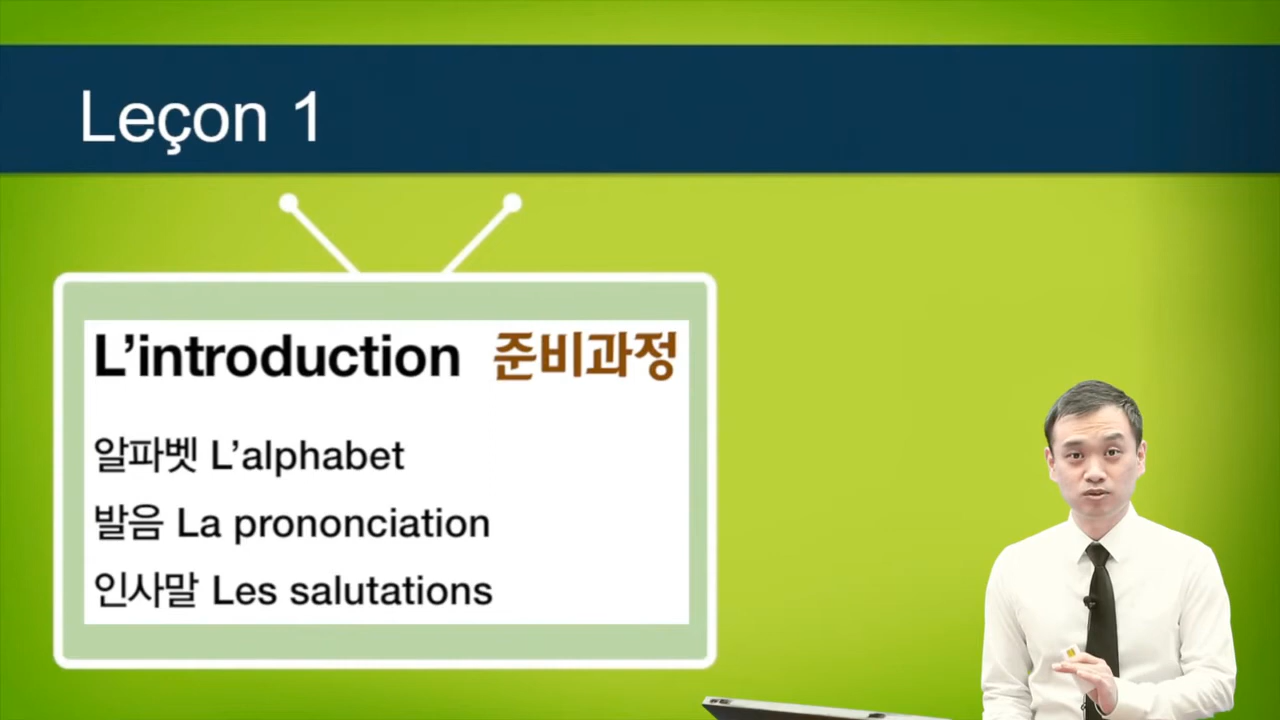 Leçon 1
L’introduction 준비과정
알파벳 L’alphabet
발음 La prononciation
인사말 Les salutations